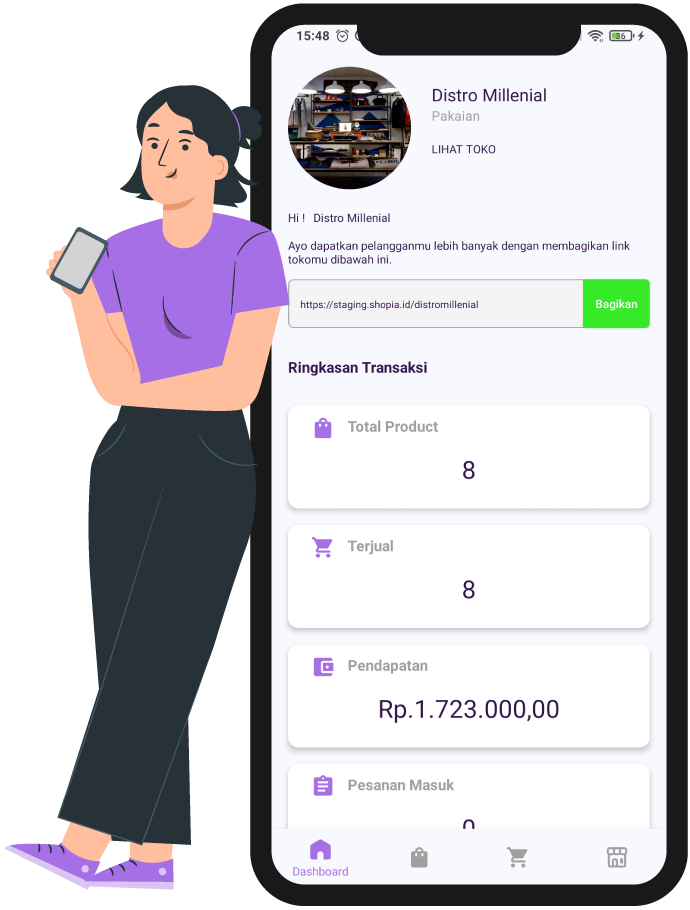 15:48
86
Distro Millenial
Pakaian
LIHAT TOKO
Hi ! Distro Millenial
Ayo dapatkan pelangganmu lebih banyak dengan membagikan link
tokomu dibawah ini.
https://staging.shopia.id/distromillenial
Bagikan
Ringkasan Transaksi
Total Product
8
Terjual
8
Pendapatan
Rp.1.723.000,00
Pesanan Masuk
Dashboard